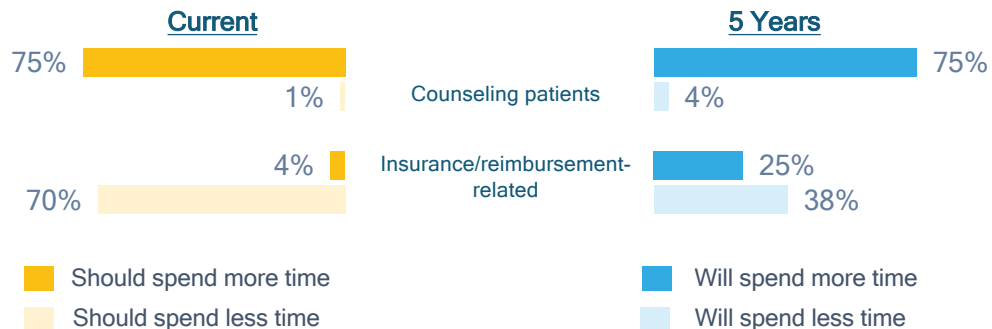 Current
5 Years
75%
75%
1%
Counseling patients
4%
4%
Insurance/reimbursement-
related
25%
70%
38%
Should spend more time
Will spend more time
Should spend less time
Will spend less time